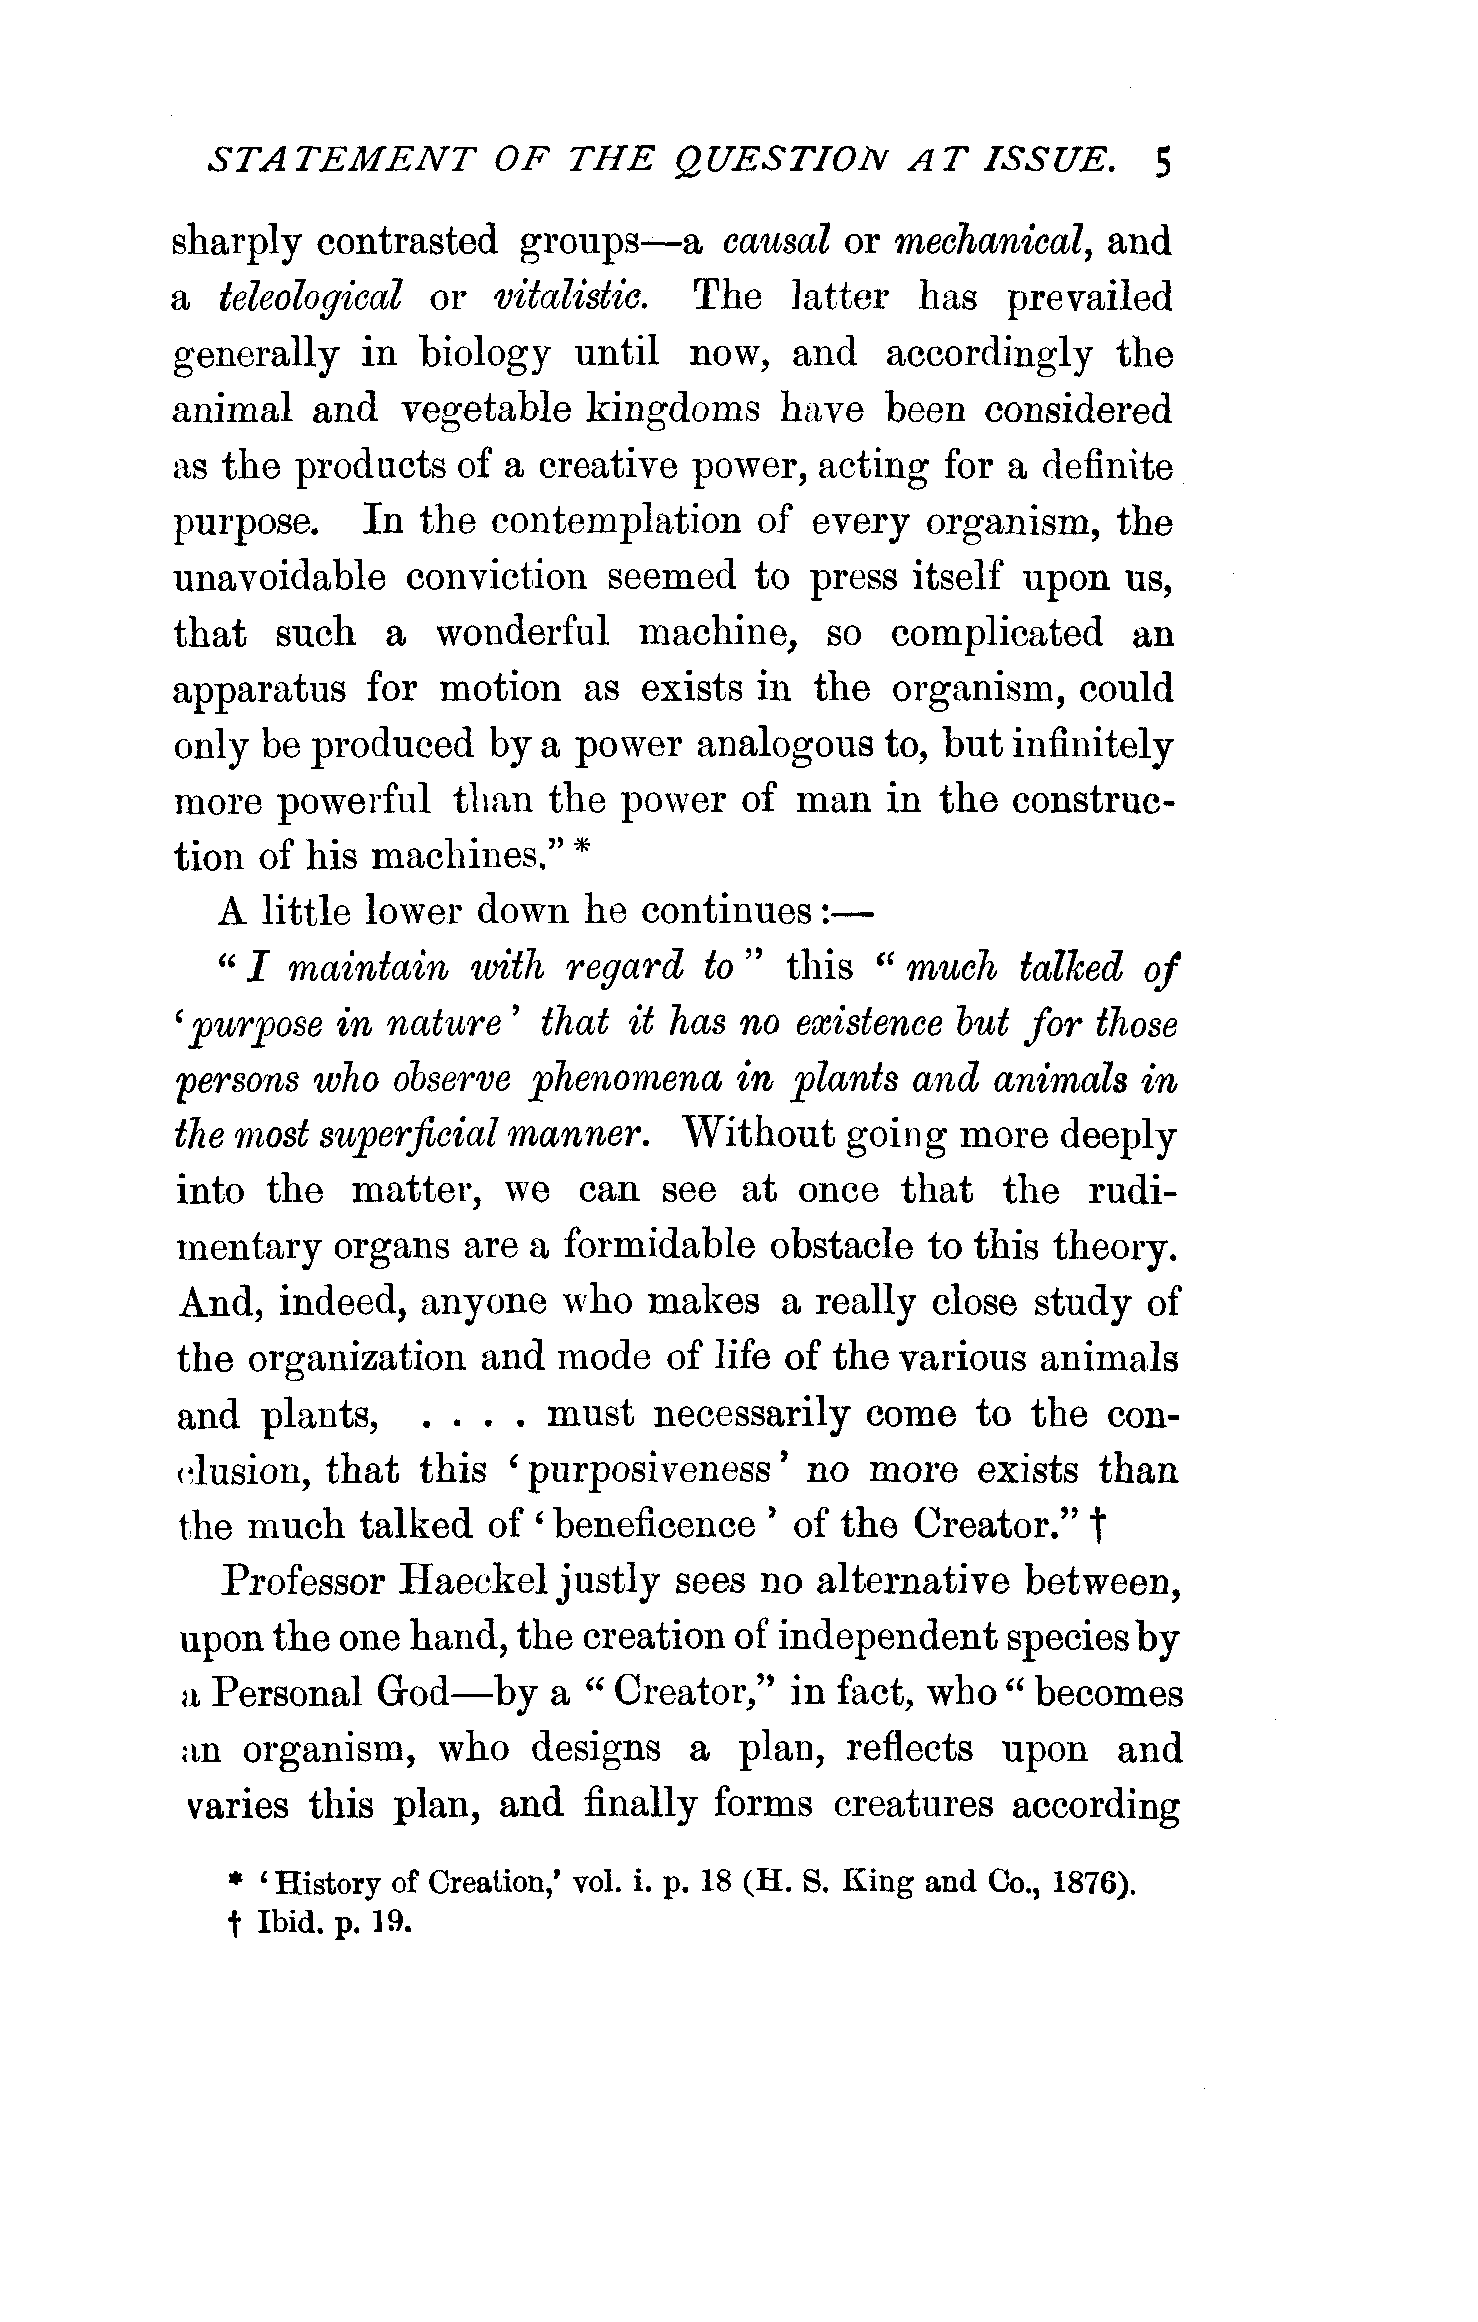 STATEMENT OF THE QUESTION AT ISSUE. 5
sharply contrasted groups—a causal or mechanical, and
a teleological or vitalistic. The latter has prevailed
generally in biology until now, and accordingly the
animal and vegetable kingdoms have been considered
as the products of a creative power, acting for a definite
purpose. In the contemplation of every organism, the
unavoidable conviction seemed to press itself upon us,
that such a wonderful machine, so complicated an
apparatus for motion as exists in the organism, could
only be produced by a power analogous to, but infinitely
more powerful than the power of man in the construc-
tion of his machines." *
A little lower down he continues :—
" I maintain with regard to " this " much talked of
' purpose in nature ' that it has no existence but for those
persons who observe phenomena in plants and animals in
the most superficial manner. Without going more deeply
into the matter, we can see at once that the rudi-
mentary organs are a formidable obstacle to this theory.
And, indeed, anyone who makes a really close study of
the organization and mode of life of the various animals
and plants, . . . . must necessarily come to the con-
clusion, that this ' purposiveness ' no more exists than
the much talked of ' beneficence ' of the Creator." †
Professor Haeckel justly sees no alternative between,
upon the one hand, the creation of independent species by
a Personal God—by a " Creator," in fact, who " becomes
an organism, who designs a plan, reflects upon and
varies this plan, and finally forms creatures according
* ' History of Creation,' vol. i. p. 18 (H. S. King and Co., 1876).
† Ibid. p. 19.